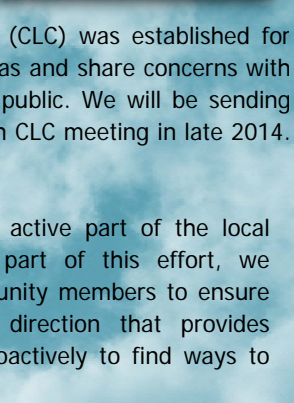 (CLC) was established for
as and share concerns with
public. We will be sending
CLC meeting in late 2014.
active part of the local
part of this effort, we
unity members to ensure
direction that provides
oactively to find ways to